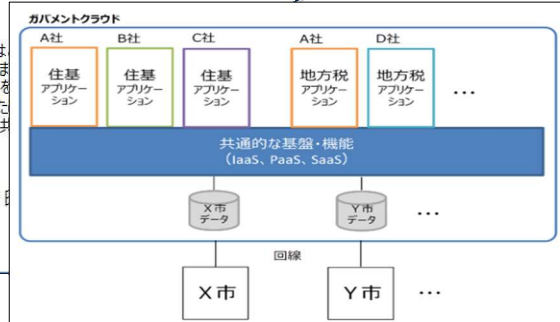 ガバメントクラウド
A社
B社
C社
A社
D社
住基
アプリケー
ション
住基
アプリケー
ション
住基
アプリケー
ション
地方税
アプリケー
ション
地方税
アプリケー
ション
…
共通的な基盤・機能
（IaaS、PaaS、SaaS）
X市
データ
Y市
データ
…
回線
X市
Y市
…